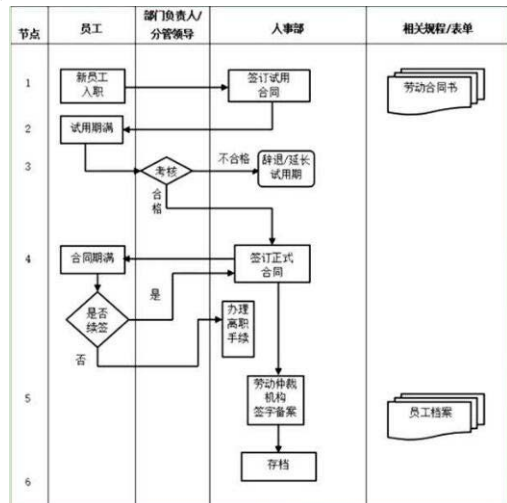 节点
员工
部门负责人/
分管领导
人事部
相关规程/表单
1
新员工
入职
签订试用
合同
劳动合同书
2
试用期满
3
考核
不合格
辞退/延长
试用期
合
格
4
合同期满
签订正式
合同
是否
续签
是
否
办理
离职
手续
5
劳动仲裁
机构
签字备案
员工档案
存档
6